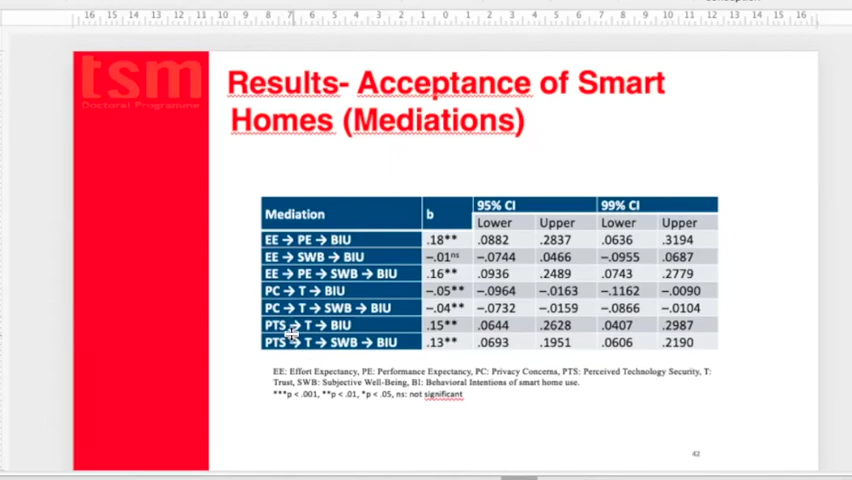 16 15 14 13 12 11 10 9 8 7 6 5 4 3 2 1 0 1 2 3 4 5 6 7 8 9 10 11 12 13 14 15 16
tsm
Doctoral Programme
Results- Acceptance of Smart
Homes (Mediations)
Mediation b 95% CI 99% CI
Lower Upper Lower Upper
EE → PE → BIU .18** .0882 .2837 .0636 .3194
EE → SWB → BIU –.01ns –.0744 .0466 –.0955 .0687
EE → PE → SWB → BIU .16** .0936 .2489 .0743 .2779
PC → T → BIU –.05** –.0964 –.0163 –.1162 –.0090
PC → T → SWB → BIU –.04** –.0732 –.0159 –.0866 –.0104
PTS → T → BIU .15** .0644 .2628 .0407 .2987
PTS → T → SWB → BIU .13** .0693 .1951 .0606 .2190
EE: Effort Expectancy, PE: Performance Expectancy, PC: Privacy Concerns, PTS: Perceived Technology Security, T:
Trust, SWB: Subjective Well-Being, BI: Behavioral Intentions of smart home use.
***p < .001, **p < .01, *p < .05, ns: not significant
42